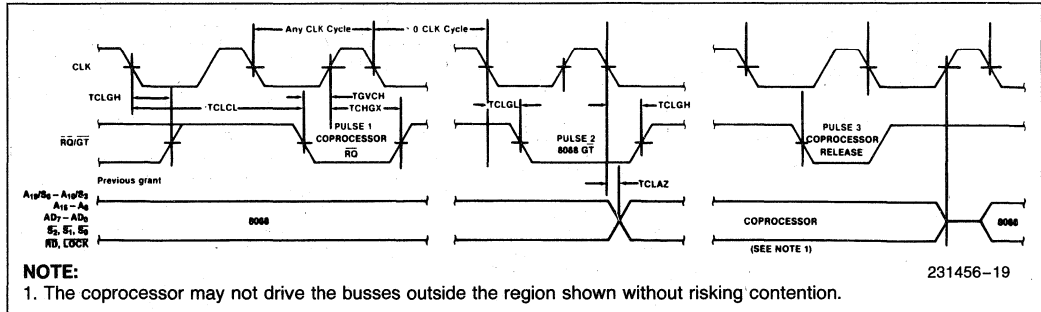 Any CLK Cycle
0 CLK Cycle
CLK
TCLGH
TCLCL
TGVCH
TCHGX
TCLGL
TCLGH
PULSE 1
COPROCESSOR
RQ
PULSE 2
8088 GT
PULSE 3
COPROCESSOR
RELEASE
RQ/GT
Previous grant
TCLAZ
A19/S6 – A16/S3
A15 – A8
AD7 – AD0
S2, S1, S0
RD, LOCK
8088
COPROCESSOR
8088
(SEE NOTE 1)
NOTE:
231456–19
1. The coprocessor may not drive the busses outside the region shown without risking contention.